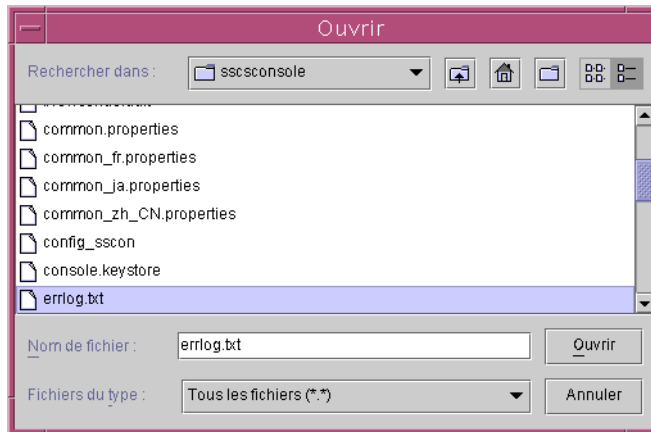 Ouvrir
Rechercher dans :
sscsconsole
common.properties
common_fr.properties
common_ja.properties
common_zh_CN.properties
config_sscon
console.keystore
errlog.txt
Nom de fichier :
errlog.txt
Ouvrir
Fichiers du type :
Tous les fichiers (*.*)
Annuler